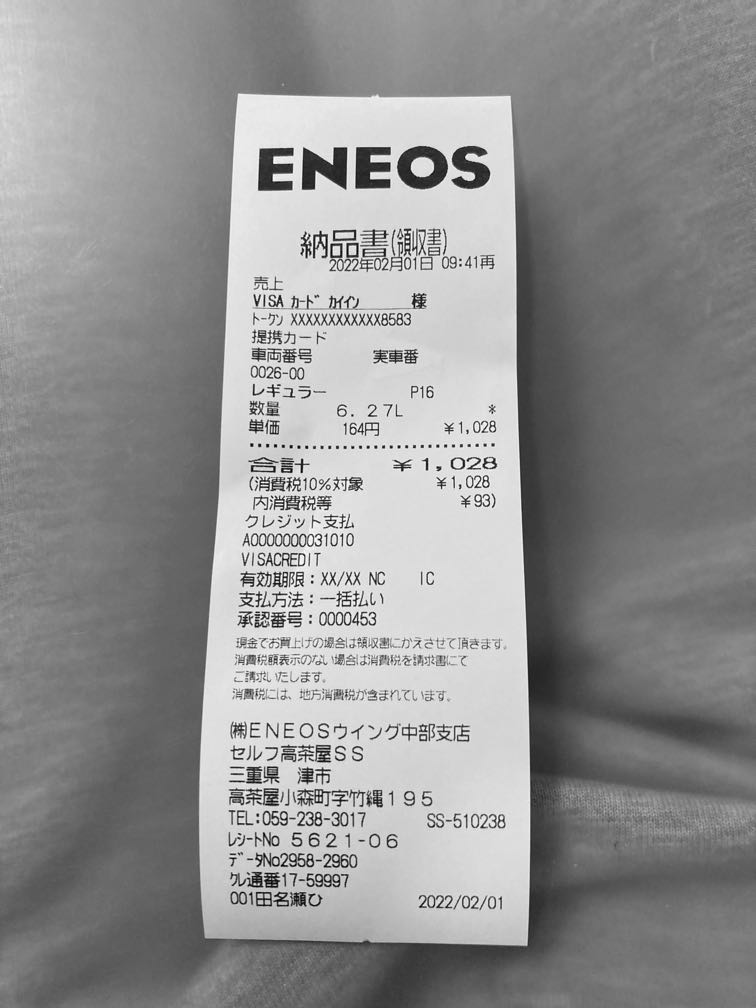 ENEOS
納品書(領収書)
2022年02月01日 09:41再
売上
VISA カード カイイン 様
トークン XXXXXXXXXXXX8583
提携カード
車両番号 実車番
0026-00
レギュラー P16
数量 6.27L *
単価 164円 ¥1,028
合計 ¥1,028
(消費税10%対象 ¥1,028
内消費税等 ¥93)
クレジット支払
A0000000031010
VISACREDIT
有効期限:XX/XX NC IC
支払方法:一括払い
承認番号:0000453
現金でお買上げの場合は領収書にかえさせて頂きます。
消費税額表示のない場合は消費税を請求書にて
ご請求いたします。
消費税には、地方消費税が含まれています。
㈱ENEOSウイング中部支店
セルフ高茶屋SS
三重県 津市
高茶屋小森町字竹縄195
TEL:059-238-3017 SS-510238
レシートNo 5621-06
データNo2958-2960
クレ通番17-59997
001田名瀬ひ 2022/02/01